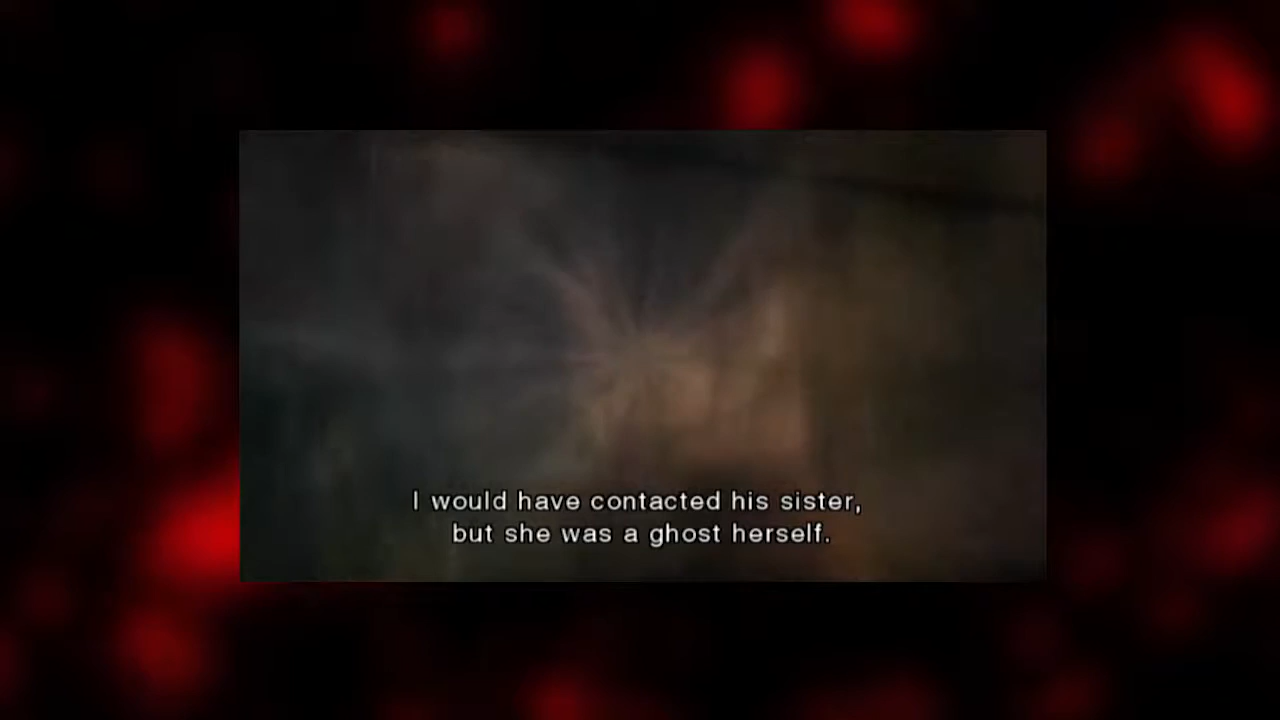 I would have contacted his sister,
but she was a ghost herself.